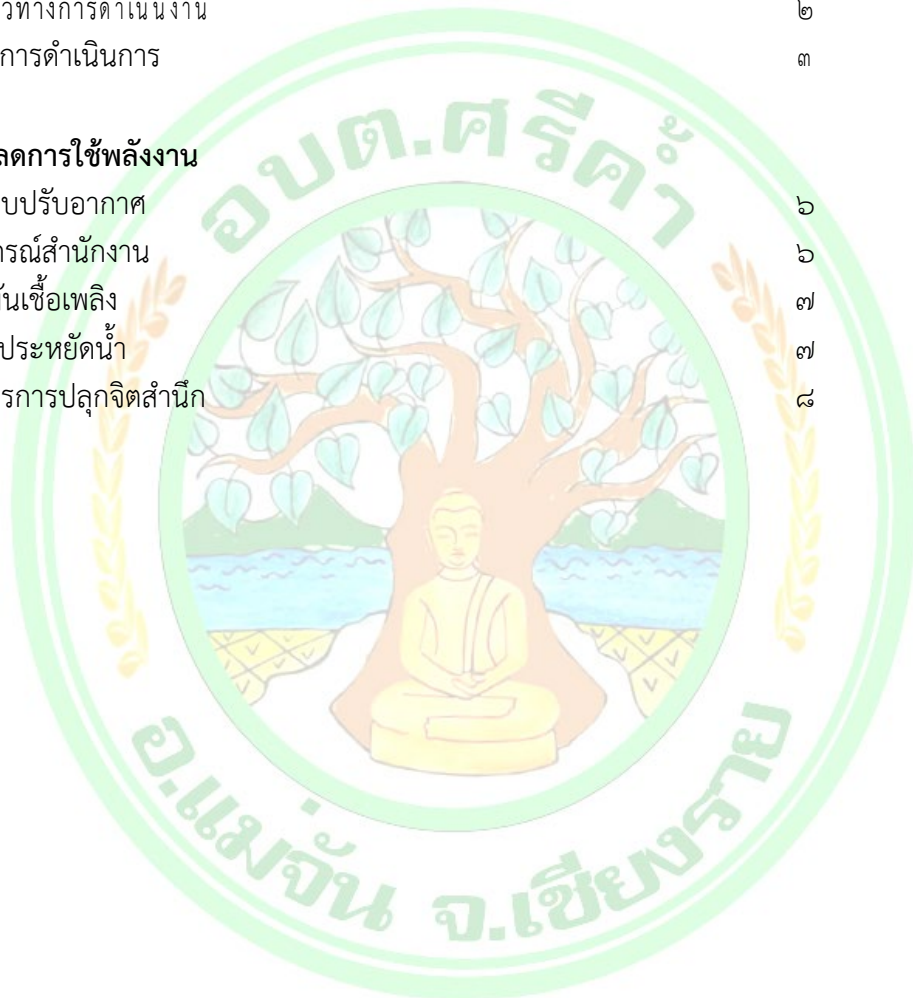 วทางการดำเนินงาน ๒
การดำเนินการ ๓
ลดการใช้พลังงาน
บปรับอากาศ ๖
กรณ์สำนักงาน ๖
มันเชื้อเพลิง ๗
ประหยัดน้ำ ๗
รการปลุกจิตสำนึก ๘
อบต.ศรีค้ำ
อ.แม่จัน จ.เชียงราย